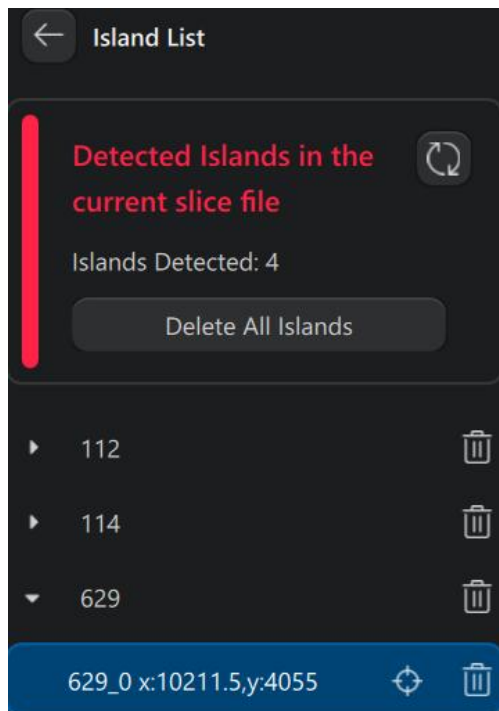 Island List
Detected Islands in the
current slice file
Islands Detected: 4
Delete All Islands
112
114
629
629_0 x:10211.5,y:4055